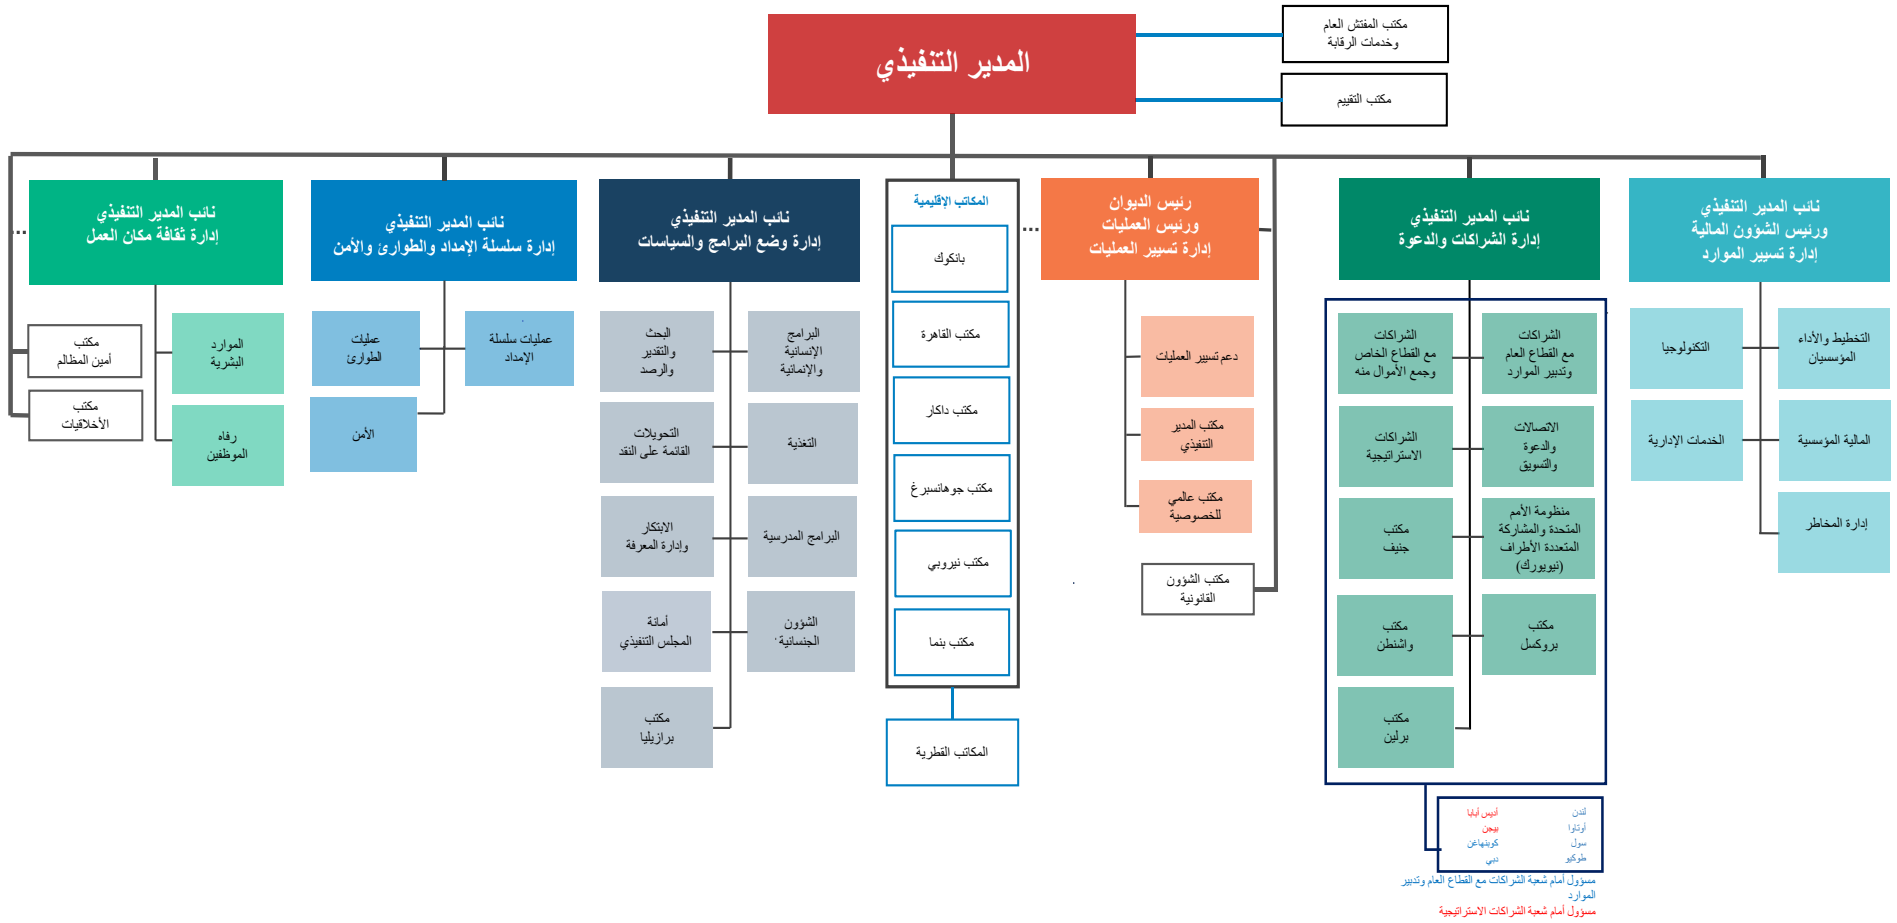 المدير التنفيذي
مكتب المفتش العام
وخدمات الرقابة
مكتب التقييم
نائب المدير التنفيذي
ورئيس الشؤون المالية
إدارة تسيير الموارد
التخطيط والأداء
المؤسسيان
التكنولوجيا
المالية المؤسسية
الخدمات الإدارية
إدارة المخاطر
نائب المدير التنفيذي
إدارة الشراكات والدعوة
الشراكات
مع القطاع العام
وتدبير الموارد
الشراكات
مع القطاع الخاص
وجمع الأموال منه
الاتصالات
والدعوة
والتسويق
الشراكات
الاستراتيجية
منظومة الأمم
المتحدة والمشاركة
المتعددة الأطراف
(نيويورك)
مكتب
جنيف
مكتب
بروكسل
مكتب
واشنطن
مكتب
برلين
لندن
أوتاوا
سول
طوكيو
أديس أبابا
بيجن
كوبنهاغن
دبي
مسؤول أمام شعبة الشراكات مع القطاع العام وتدبير
الموارد
مسؤول أمام شعبة الشراكات الاستراتيجية
رئيس الديوان
ورئيس العمليات
إدارة تسيير العمليات
دعم تسيير العمليات
مكتب المدير
التنفيذي
مكتب عالمي
للخصوصية
مكتب الشؤون
القانونية
المكاتب الإقليمية
بانكوك
مكتب القاهرة
مكتب داكار
مكتب جوهانسبرغ
مكتب نيروبي
مكتب بنما
المكاتب القطرية
نائب المدير التنفيذي
إدارة وضع البرامج والسياسات
البرامج
الإنسانية
والإنمائية
البحث
والتقدير
والرصد
التغذية
التحويلات
القائمة على النقد
البرامج المدرسية
الابتكار
وإدارة المعرفة
الشؤون
الجنسانية
أمانة
المجلس التنفيذي
مكتب
برازيليا
نائب المدير التنفيذي
إدارة سلسلة الإمداد والطوارئ والأمن
عمليات سلسلة
الإمداد
عمليات
الطوارئ
الأمن
نائب المدير التنفيذي
إدارة ثقافة مكان العمل
الموارد
البشرية
رفاه
الموظفين
مكتب
أمين المظالم
مكتب
الأخلاقيات